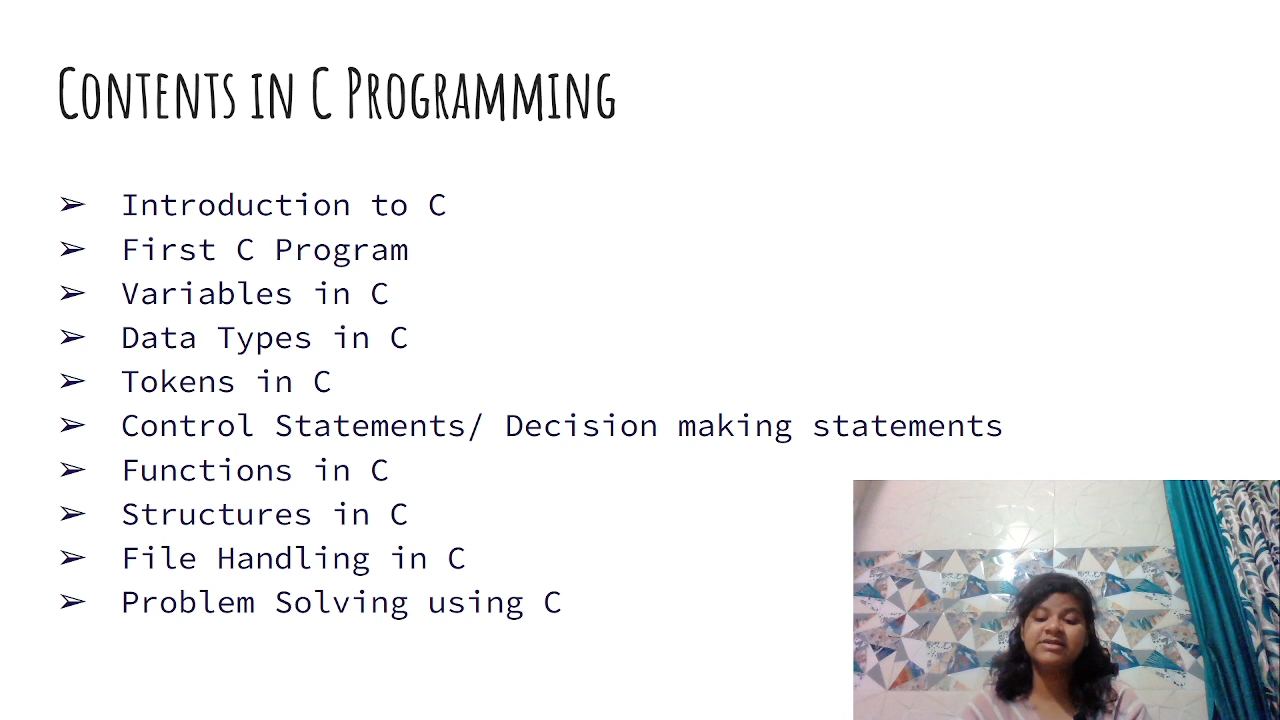 Contents in C Programming
➢ Introduction to C
➢ First C Program
➢ Variables in C
➢ Data Types in C
➢ Tokens in C
➢ Control Statements/ Decision making statements
➢ Functions in C
➢ Structures in C
➢ File Handling in C
➢ Problem Solving using C